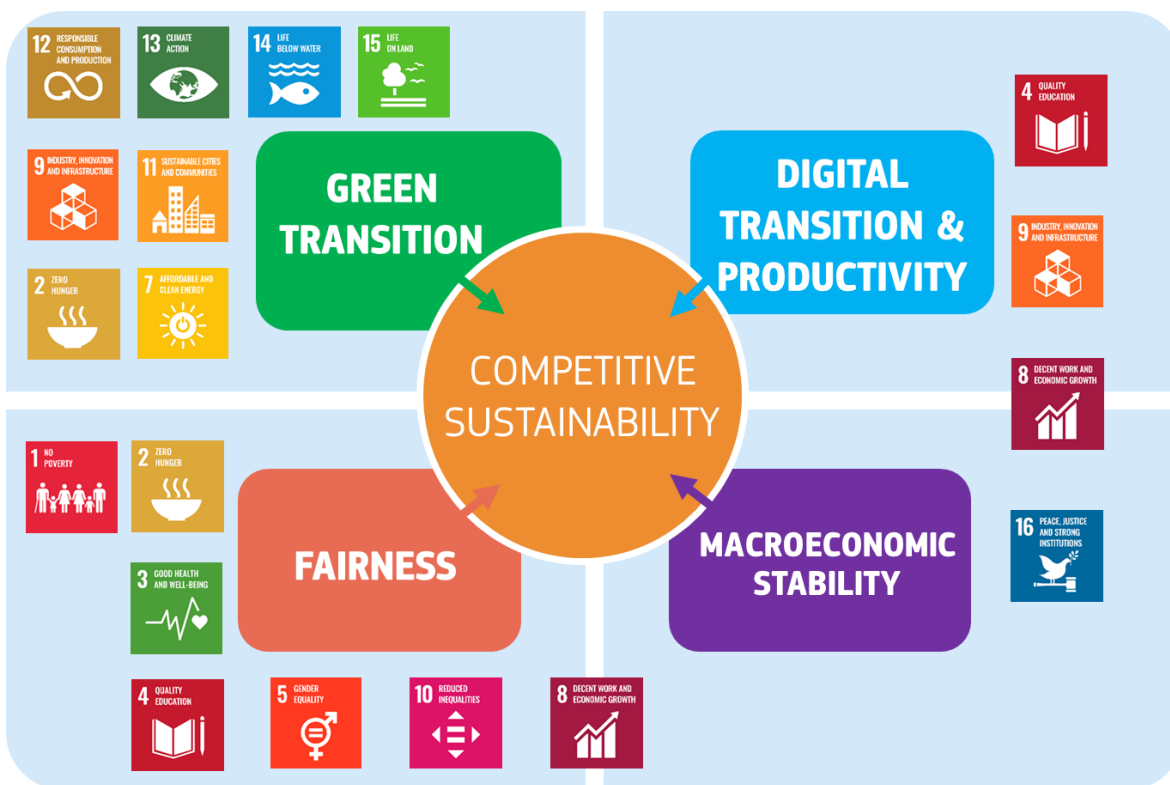 12 RESPONSIBLE
CONSUMPTION
AND PRODUCTION
13 CLIMATE
ACTION
14 LIFE
BELOW WATER
15 LIFE
ON LAND
9 INDUSTRY, INNOVATION
AND INFRASTRUCTURE
11 SUSTAINABLE CITIES
AND COMMUNITIES
2 ZERO
HUNGER
7 AFFORDABLE AND
CLEAN ENERGY
GREEN
TRANSITION
DIGITAL
TRANSITION &
PRODUCTIVITY
4 QUALITY
EDUCATION
9 INDUSTRY, INNOVATION
AND INFRASTRUCTURE
8 DECENT WORK AND
ECONOMIC GROWTH
COMPETITIVE
SUSTAINABILITY
1 NO
POVERTY
2 ZERO
HUNGER
3 GOOD HEALTH
AND WELL-BEING
FAIRNESS
4 QUALITY
EDUCATION
5 GENDER
EQUALITY
10 REDUCED
INEQUALITIES
8 DECENT WORK AND
ECONOMIC GROWTH
MACROECONOMIC
STABILITY
16 PEACE, JUSTICE
AND STRONG
INSTITUTIONS